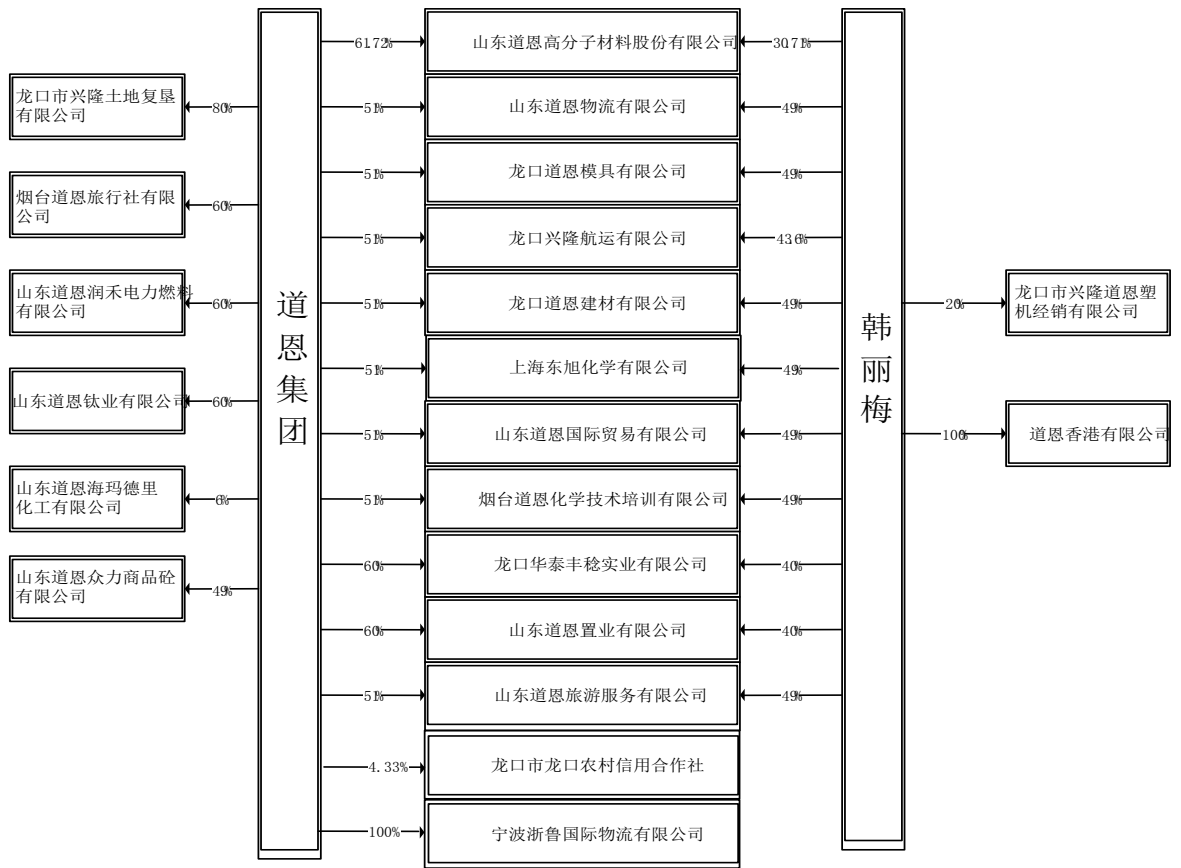 61.72%
山东道恩高分子材料股份有限公司
30.71%
龙口市兴隆土地复垦
有限公司
80%
51%
山东道恩物流有限公司
49%
51%
龙口道恩模具有限公司
49%
烟台道恩旅行社有限
公司
60%
51%
龙口兴隆航运有限公司
43.6%
山东道恩润禾电力燃料
有限公司
60%
道恩集团
51%
龙口道恩建材有限公司
49%
韩丽梅
20%
龙口市兴隆道恩塑
机经销有限公司
51%
上海东旭化学有限公司
49%
山东道恩钛业有限公司
60%
51%
山东道恩国际贸易有限公司
49%
100%
道恩香港有限公司
山东道恩海玛德里
化工有限公司
6%
51%
烟台道恩化学技术培训有限公司
49%
60%
龙口华泰丰稔实业有限公司
40%
山东道恩众力商品砼
有限公司
49%
60%
山东道恩置业有限公司
40%
51%
山东道恩旅游服务有限公司
49%
4.33%
龙口市龙口农村信用合作社
100%
宁波浙鲁国际物流有限公司